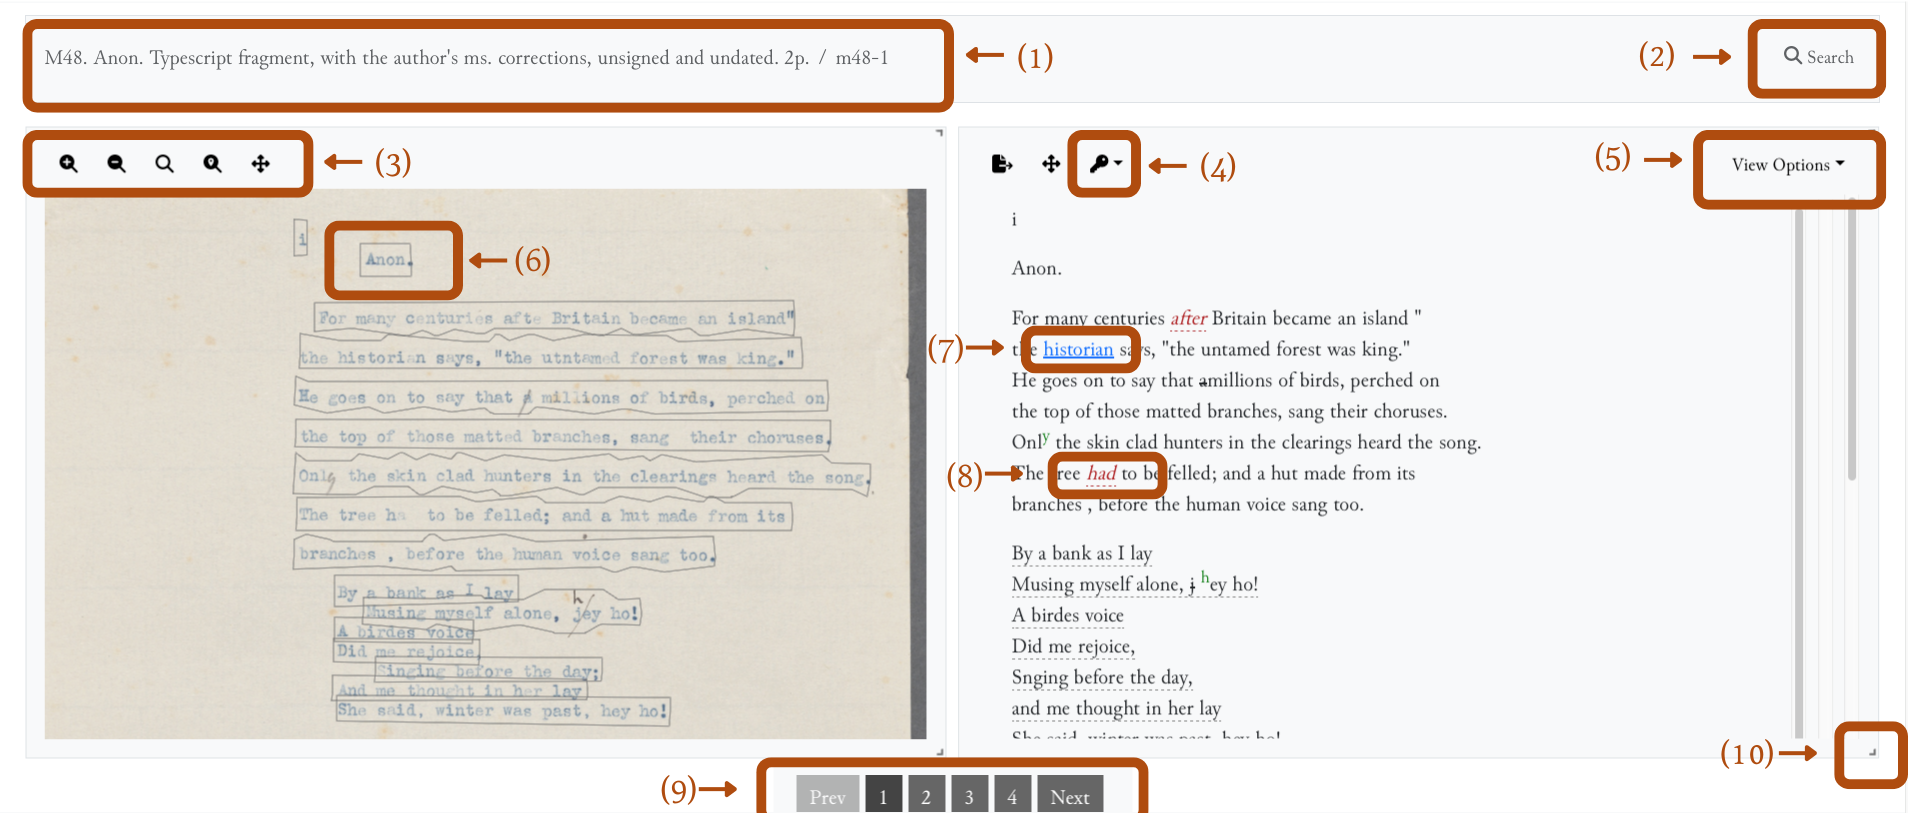 M48. Anon. Typescript fragment, with the author's ms. corrections, unsigned and undated. 2p. / m48-1
(1)
(2)
Search
(3)
(4)
(5)
View Options
i
Anon.
(6)
For many centuries afte Britain became an island"
the historian says, "the utntamed forest was king."
He goes on to say that a millions of birds, perched on
the top of those matted branches, sang their choruses.
Only the skin clad hunters in the clearings heard the song.
The tree ha to be felled; and a hut made from its
branches , before the human voice sang too.
By a bank as I lay
Musing myself alone, jhey ho!
A birdes voice
Did me rejoice,
Singing before the day;
And me thought in her lay
She said, winter was past, hey ho!
i
Anon.
For many centuries after Britain became an island "
(7)
the historian says, "the untamed forest was king."
He goes on to say that amillions of birds, perched on
the top of those matted branches, sang their choruses.
Only the skin clad hunters in the clearings heard the song.
(8)
The tree had to be felled; and a hut made from its
branches , before the human voice sang too.
By a bank as I lay
Musing myself alone, j hey ho!
A birdes voice
Did me rejoice,
Snging before the day,
and me thought in her lay
She said, winter was past, hey ho!
(10)
(9)
Prev 1 2 3 4 Next